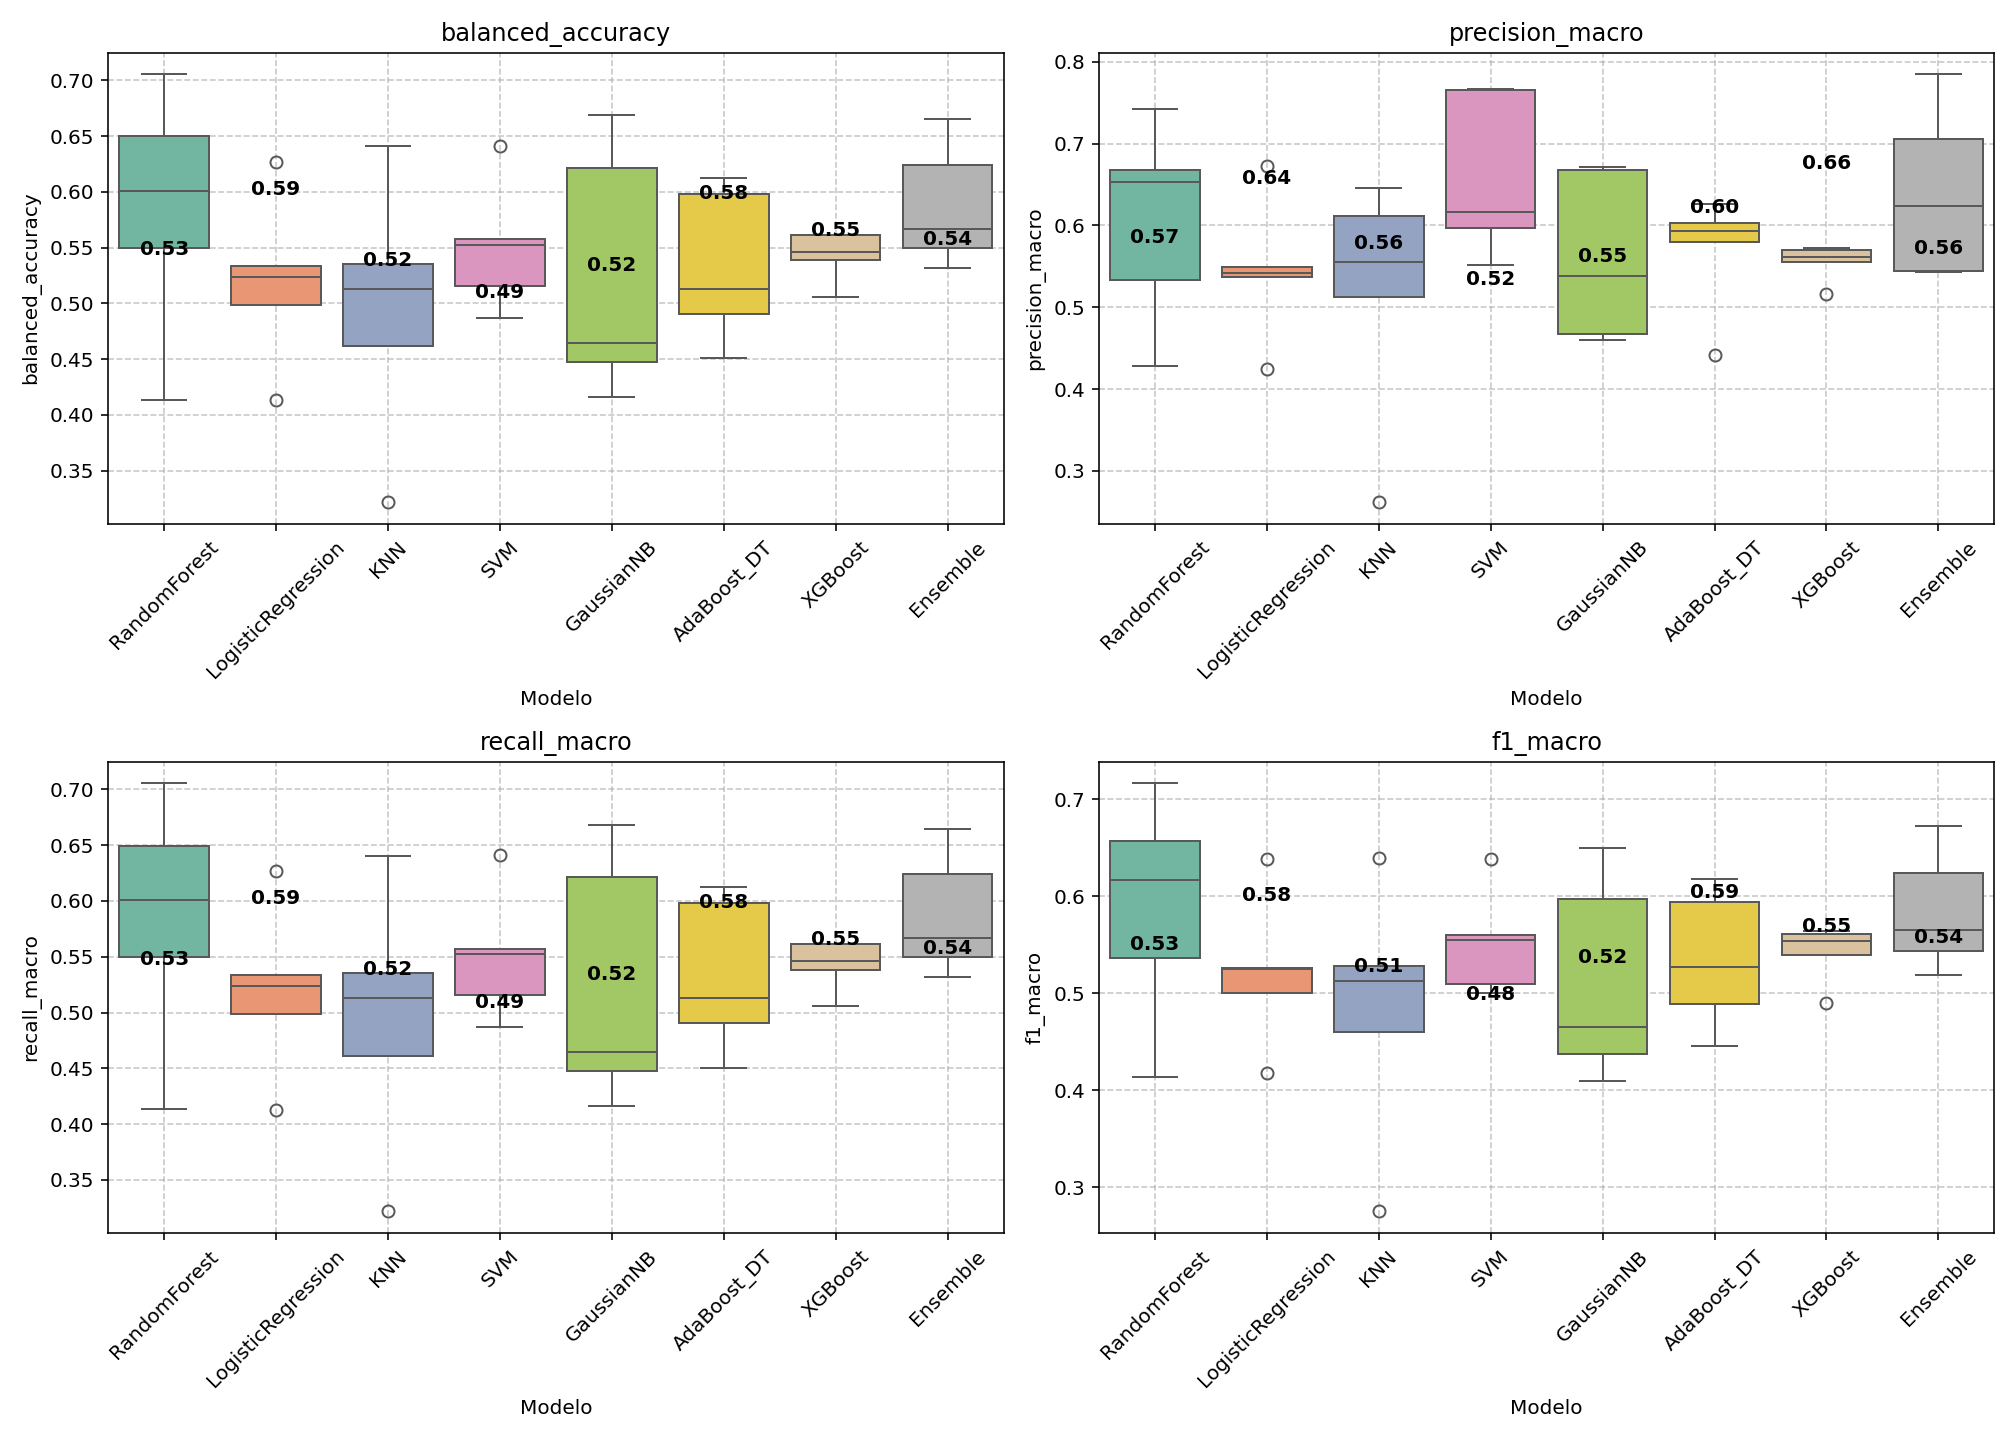 balanced_accuracy
balanced_accuracy
0.70
0.65
0.60
0.55
0.50
0.45
0.40
0.35
0.53
0.59
0.52
0.49
0.52
0.58
0.55
0.54
RandomForest
LogisticRegression
KNN
SVM
GaussianNB
AdaBoost_DT
XGBoost
Ensemble
Modelo
precision_macro
precision_macro
0.8
0.7
0.6
0.5
0.4
0.3
0.57
0.64
0.56
0.52
0.55
0.60
0.66
0.56
RandomForest
LogisticRegression
KNN
SVM
GaussianNB
AdaBoost_DT
XGBoost
Ensemble
Modelo
recall_macro
recall_macro
0.70
0.65
0.60
0.55
0.50
0.45
0.40
0.35
0.53
0.59
0.52
0.49
0.52
0.58
0.55
0.54
RandomForest
LogisticRegression
KNN
SVM
GaussianNB
AdaBoost_DT
XGBoost
Ensemble
Modelo
f1_macro
f1_macro
0.7
0.6
0.5
0.4
0.3
0.53
0.58
0.51
0.48
0.52
0.59
0.55
0.54
RandomForest
LogisticRegression
KNN
SVM
GaussianNB
AdaBoost_DT
XGBoost
Ensemble
Modelo